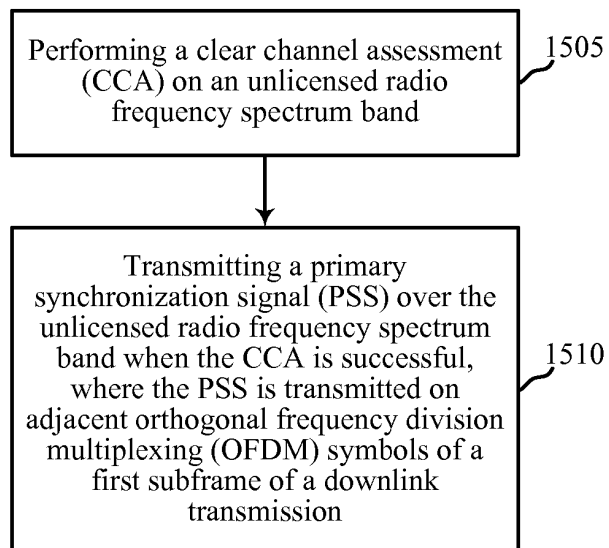 Performing a clear channel assessment
(CCA) on an unlicensed radio
frequency spectrum band
1505
Transmitting a primary
synchronization signal (PSS) over the
unlicensed radio frequency spectrum
band when the CCA is successful,
where the PSS is transmitted on
adjacent orthogonal frequency division
multiplexing (OFDM) symbols of a
first subframe of a downlink
transmission
1510